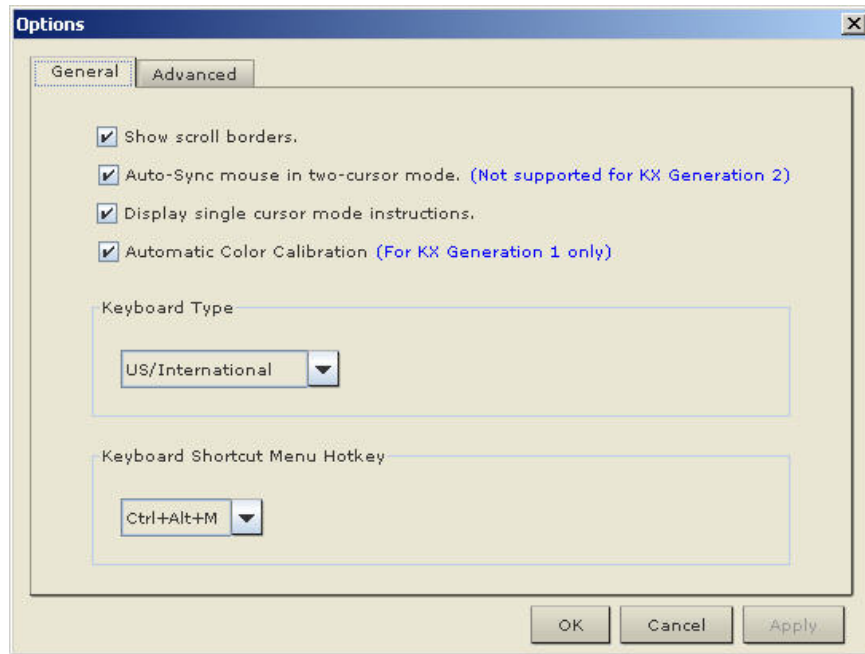 Options
General
Advanced
Show scroll borders.
Auto-Sync mouse in two-cursor mode. (Not supported for KX Generation 2)
Display single cursor mode instructions.
Automatic Color Calibration (For KX Generation 1 only)
Keyboard Type
US/International
Keyboard Shortcut Menu Hotkey
Ctrl+Alt+M
OK
Cancel
Apply